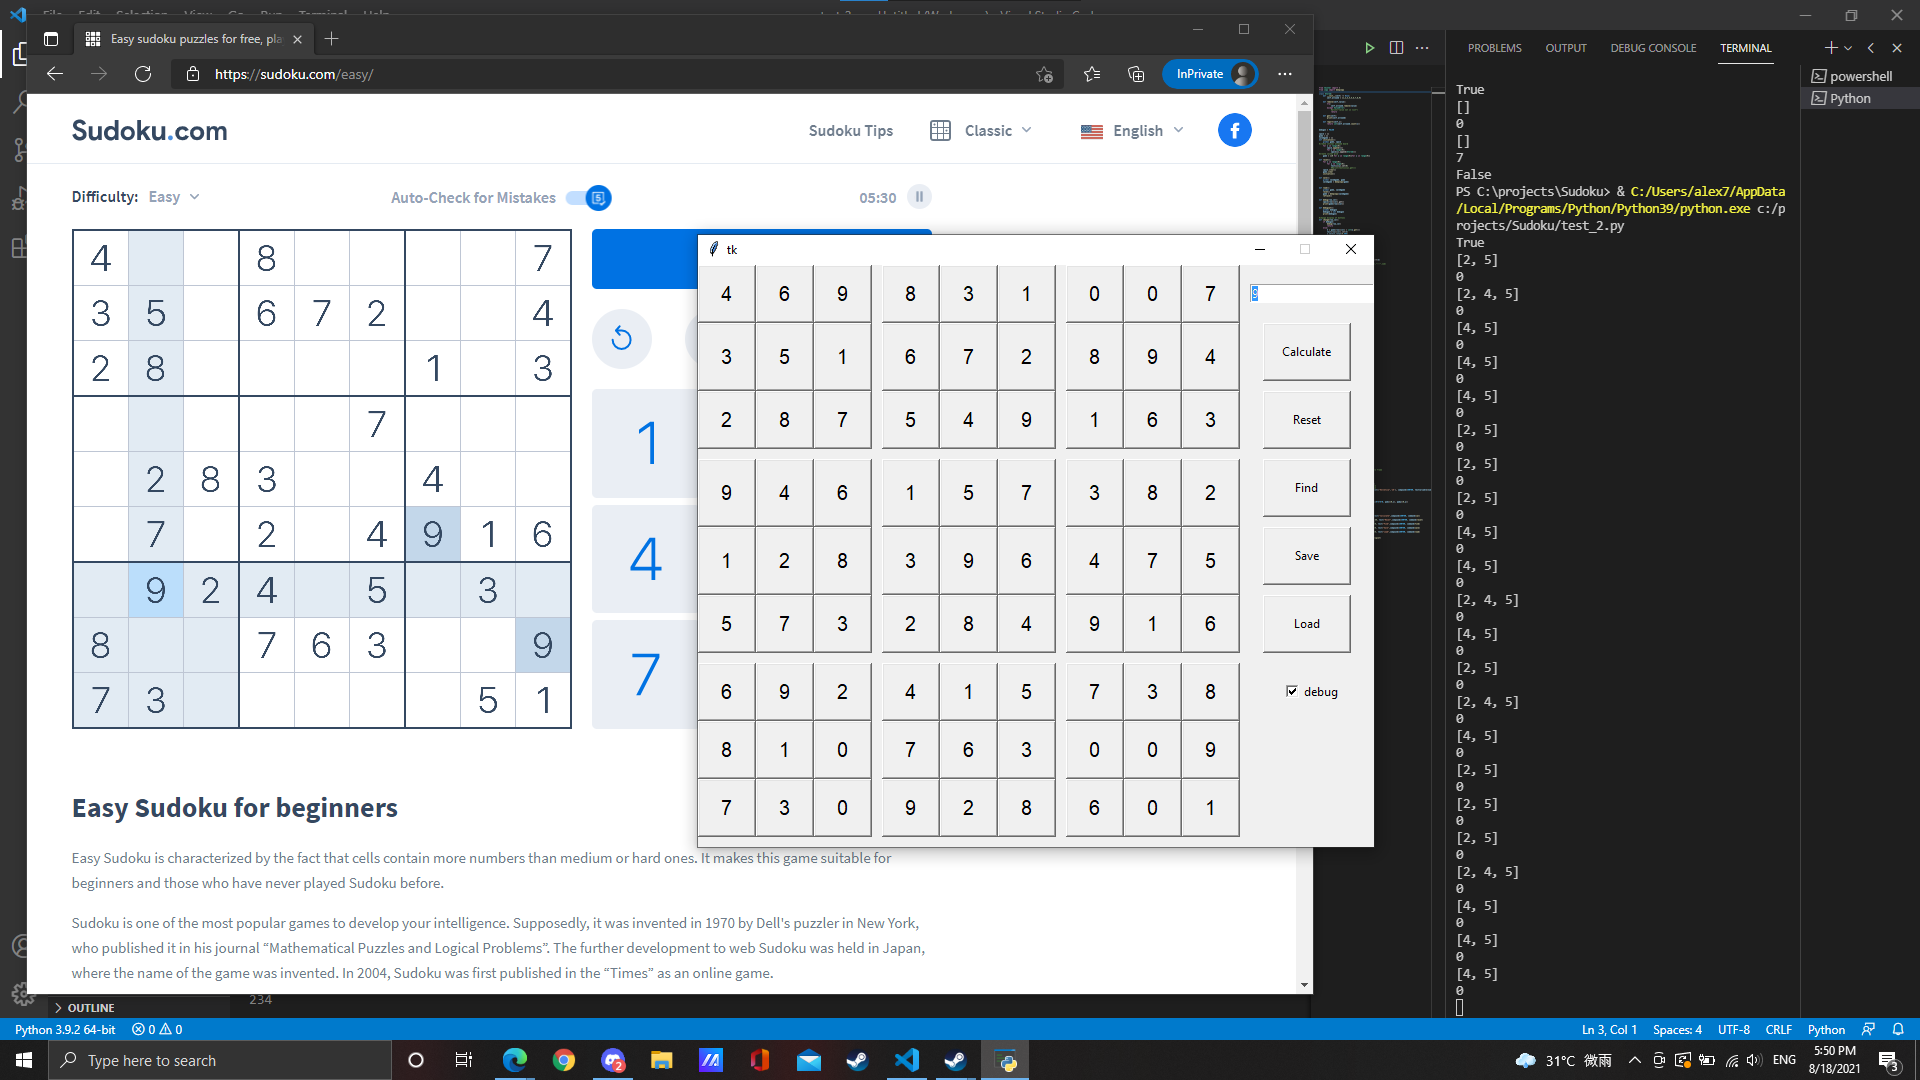 File Edit Selection View Go Run Terminal Help
Easy sudoku puzzles for free, pla
https://sudoku.com/easy/
InPrivate
Sudoku.com
Sudoku Tips
Classic
English
Difficulty: Easy
Auto-Check for Mistakes
05:30
4 8 7
3 5 6 7 2 4
2 8 1 3
7
2 8 3 4
7 2 4 9 1 6
9 2 4 5 3
8 7 6 3 9
7 3 5 1
1
4
7
Easy Sudoku for beginners
Easy Sudoku is characterized by the fact that cells contain more numbers than medium or hard ones. It makes this game suitable for
beginners and those who have never played Sudoku before.
Sudoku is one of the most popular games to develop your intelligence. Supposedly, it was invented in 1970 by Dell's puzzler in New York,
who published it in his journal “Mathematical Puzzles and Logical Problems”. The further development to web Sudoku was held in Japan,
where the name of the game was invented. In 2004, Sudoku was first published in the “Times” as an online game.
tk
4 6 9 8 3 1 0 0 7
3 5 1 6 7 2 8 9 4
2 8 7 5 4 9 1 6 3
9 4 6 1 5 7 3 8 2
1 2 8 3 9 6 4 7 5
5 7 3 2 8 4 9 1 6
6 9 2 4 1 5 7 3 8
8 1 0 7 6 3 0 0 9
7 3 0 9 2 8 6 0 1
9
Calculate
Reset
Find
Save
Load
debug
PROBLEMS OUTPUT DEBUG CONSOLE TERMINAL
powershell
Python
True
[]
0
[]
7
False
PS C:\projects\Sudoku> & C:/Users/alex7/AppData
/Local/Programs/Python/Python39/python.exe c:/p
rojects/Sudoku/test_2.py
True
[2, 5]
0
[2, 4, 5]
0
[4, 5]
0
[4, 5]
0
[4, 5]
0
[2, 5]
0
[2, 5]
0
[2, 5]
0
[4, 5]
0
[4, 5]
0
[2, 4, 5]
0
[4, 5]
0
[2, 5]
0
[2, 4, 5]
0
[4, 5]
0
[2, 5]
0
[2, 5]
0
[2, 5]
0
[2, 4, 5]
0
[4, 5]
0
[4, 5]
0
[4, 5]
0
OUTLINE
234
Python 3.9.2 64-bit 0 0
Ln 3, Col 1 Spaces: 4 UTF-8 CRLF Python
Type here to search
2
31°C 微雨
ENG
5:50 PM
8/18/2021
3